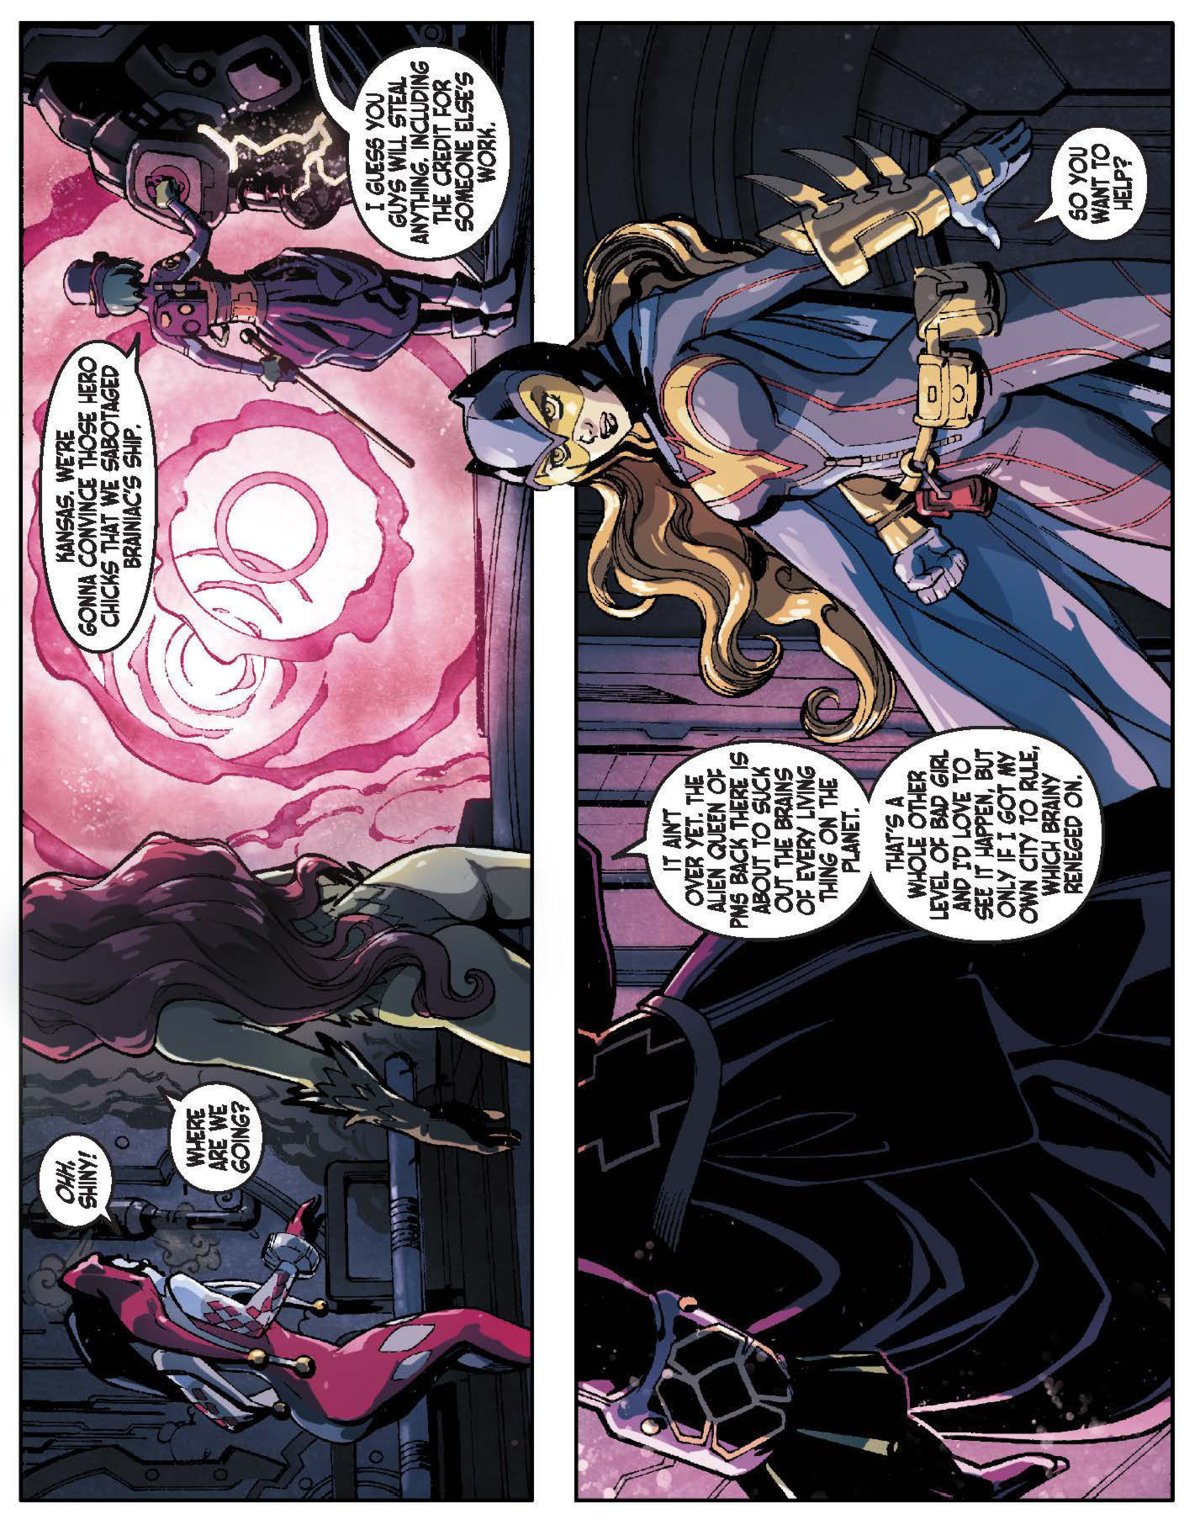 OHH,
SHINY!
WHERE
ARE WE
GOING?
KANSAS. WE'RE
GONNA CONVINCE THOSE HERO
CHICKS THAT WE SABOTAGED
BRAINIAC'S SHIP.
I GUESS YOU
GUYS WILL STEAL
ANYTHING, INCLUDING
THE CREDIT FOR
SOMEONE ELSE'S
WORK.
IT AIN'T
OVER YET. THE
ALIEN QUEEN OF
PMS BACK THERE IS
ABOUT TO SUCK
OUT THE BRAINS
OF EVERY LIVING
THING ON THE
PLANET.
THAT'S A
WHOLE OTHER
LEVEL OF BAD GIRL
AND I'D LOVE TO
SEE IT HAPPEN, BUT
ONLY IF I GOT MY
OWN CITY TO RULE,
WHICH BRAINY
RENEGED ON.
SO YOU
WANT TO
HELP?